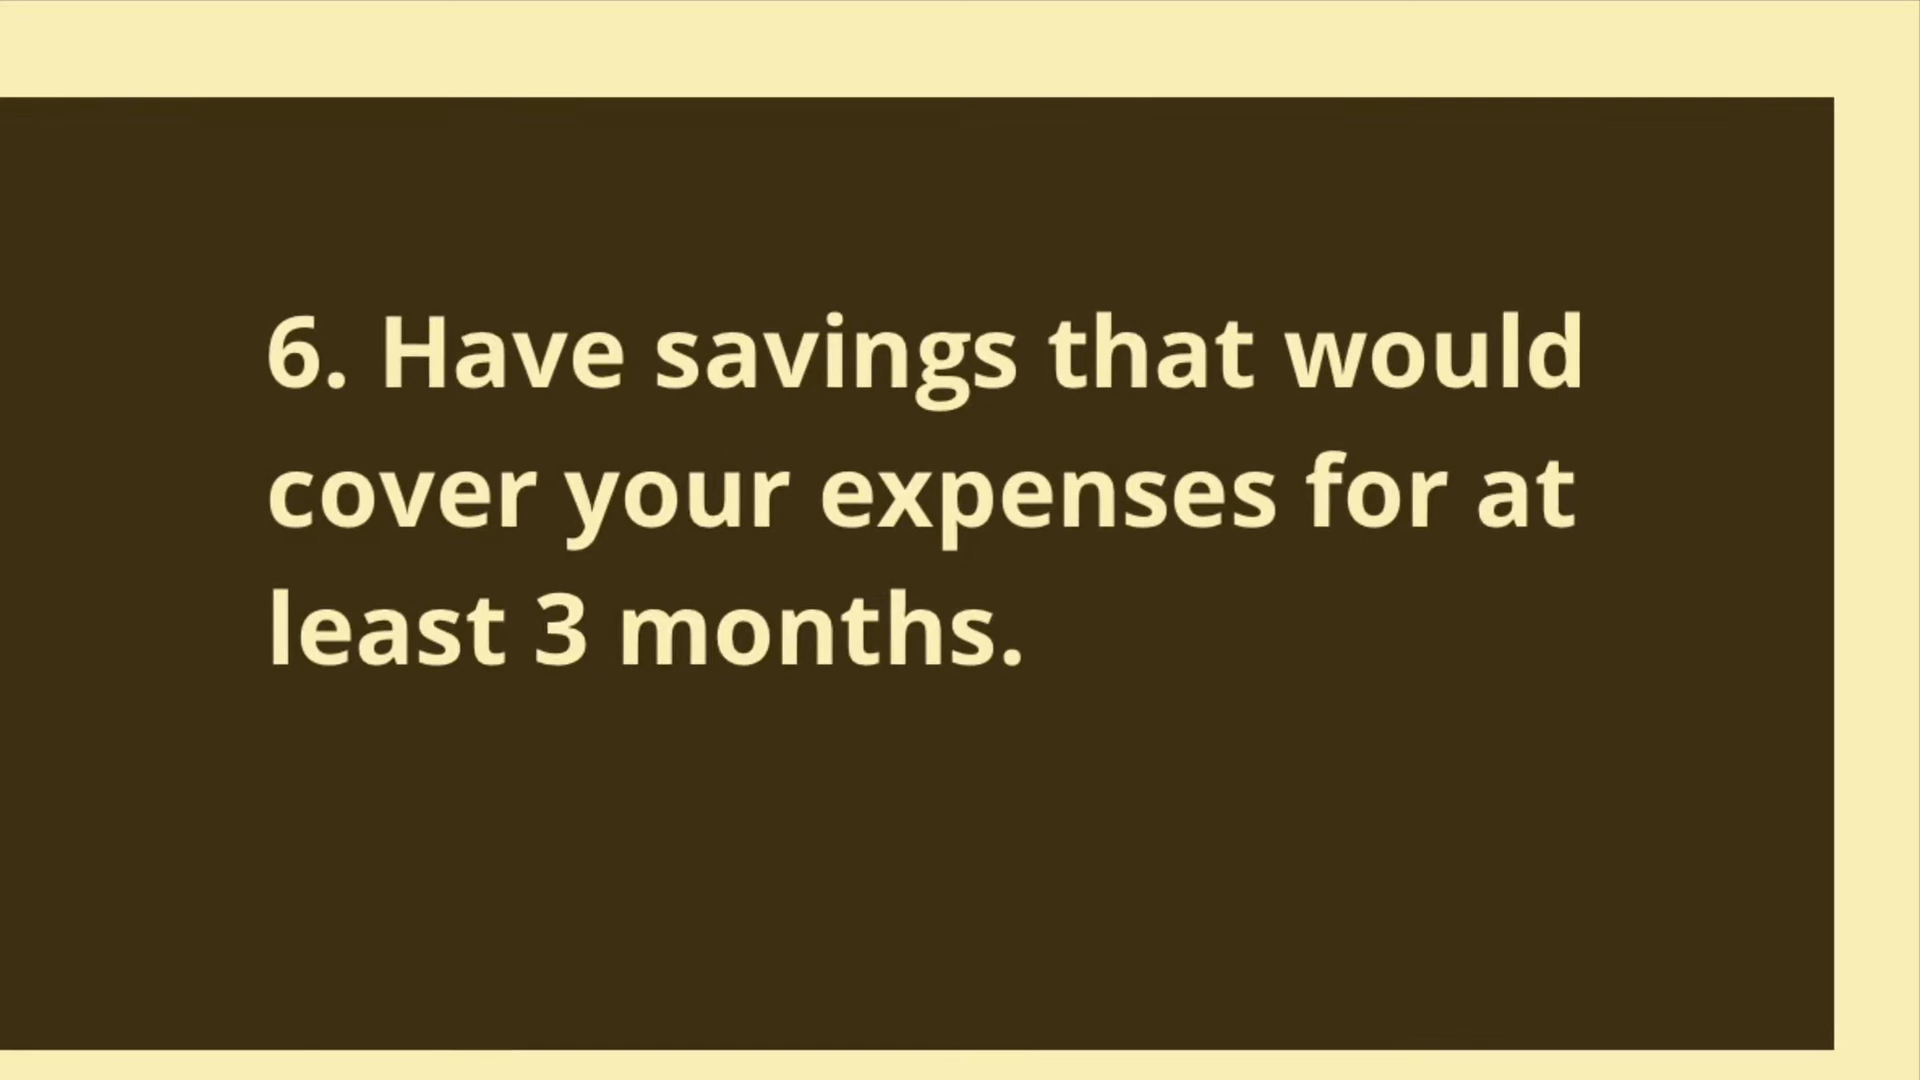 6. Have savings that would
cover your expenses for at
least 3 months.